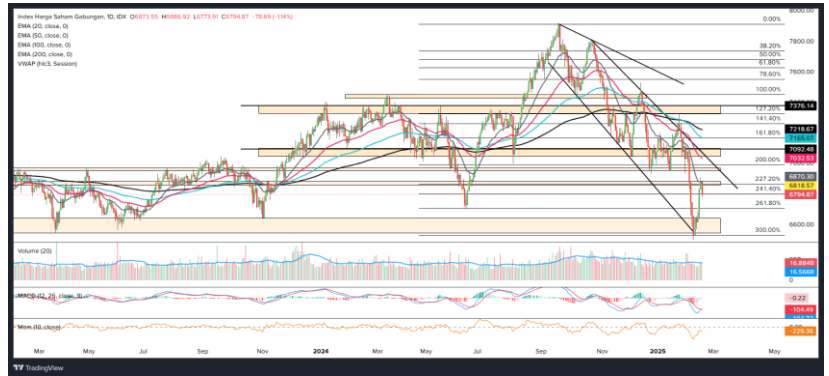 Index Harga Saham Gabungan, 1D, IDX O6873.55 H6886.92 L6773.91 C6794.87 -78.69 (-1.14%)
EMA (20, close, 0)
EMA (50, close, 0)
EMA (100, close, 0)
EMA (200, close, 0)
VWAP (hlc3, Session)
8000.00
0.00%
7800.00
38.20%
50.00%
61.80%
78.60%
7600.00
100.00%
7376.14
127.20%
141.40%
7218.67
7165.07
161.80%
7092.48
7032.53
200.00%
227.20%
6870.30
241.40%
6818.57
6794.87
261.80%
6600.00
300.00%
Volume (20)
16.8848
16.5668
0
MACD (12, 26, close, 9)
-0.22
-104.49
Mom (10, close)
-229.36
Mar May Jul Sep Nov 2024 Mar May Jul Sep Nov 2025 Mar May
TradingView